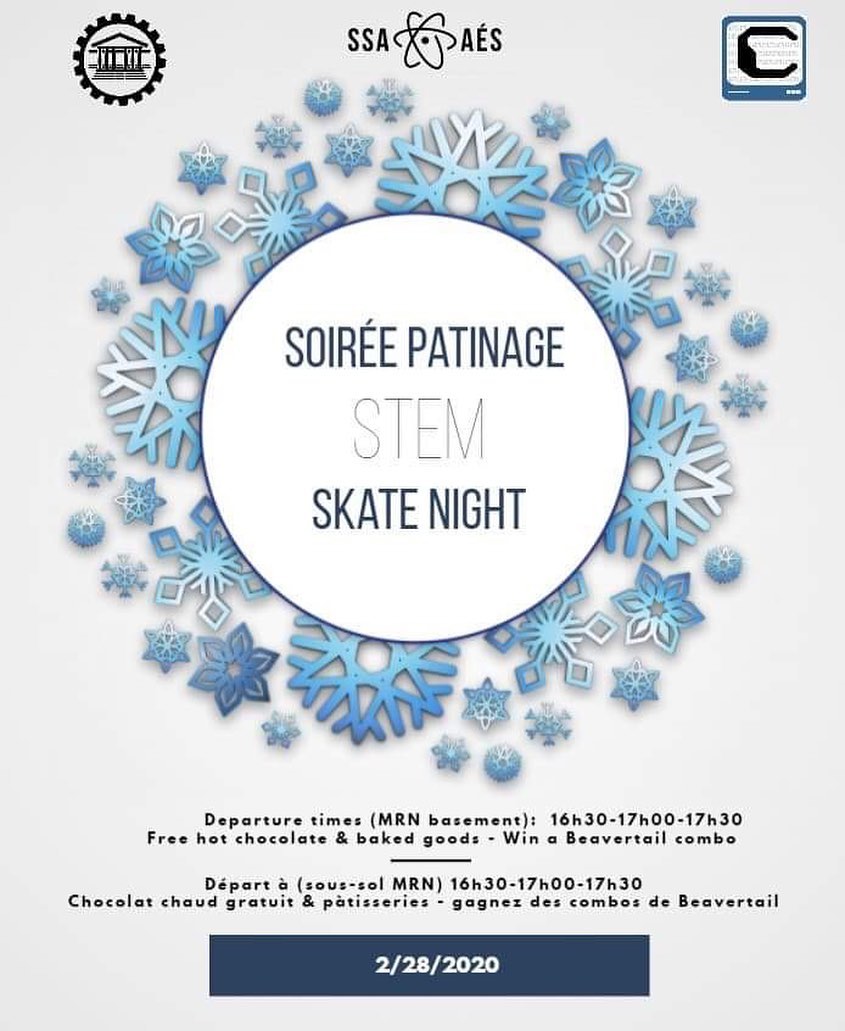 SSA AÉS
SOIRÉE PATINAGE
STEM
SKATE NIGHT
Departure times (MRN basement): 16h30-17h00-17h30
Free hot chocolate & baked goods - Win a Beavertail combo
Départ à (sous-sol MRN) 16h30-17h00-17h30
Chocolat chaud gratuit & pàtisseries - gagnez des combos de Beavertail
2/28/2020